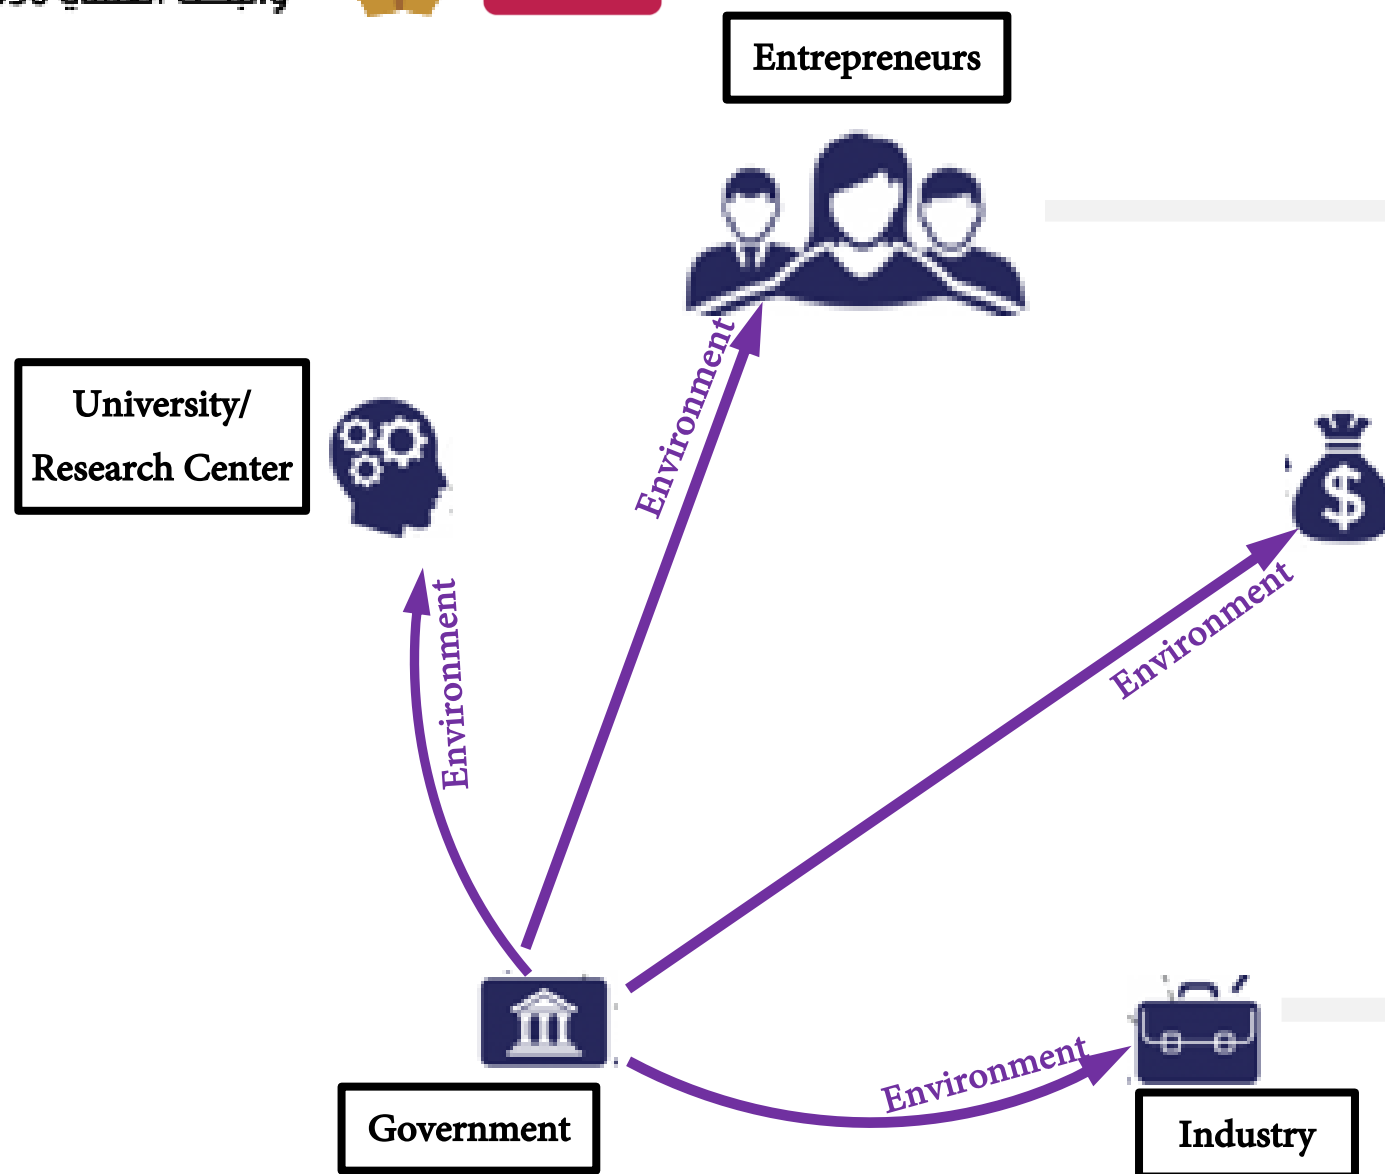 Entrepreneurs
Environment
University/
Research Center
$
Environment
Environment
Environment
Government
Industry